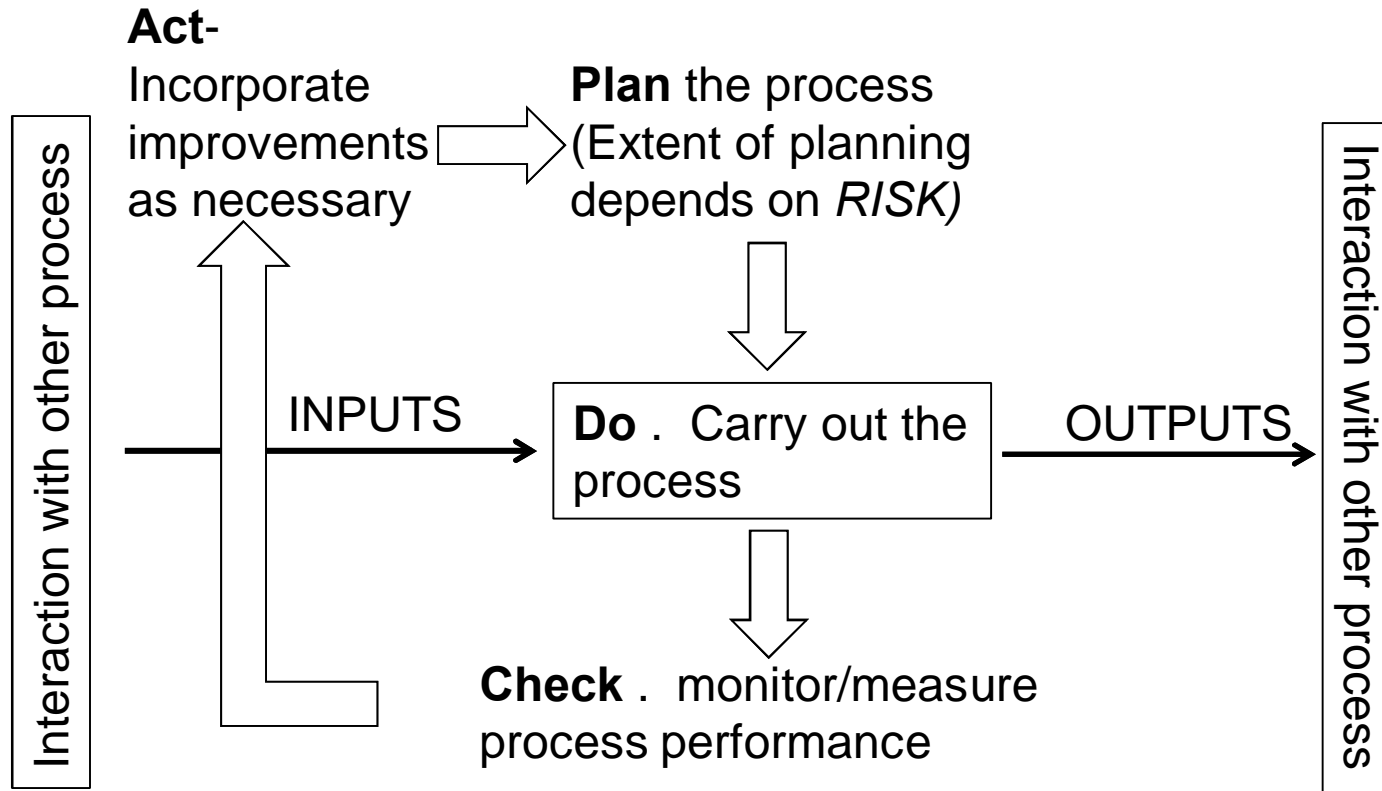 Act-
Incorporate
improvements
as necessary
Plan the process
(Extent of planning
depends on RISK)
Interaction with other process
INPUTS
Do . Carry out the
process
OUTPUTS
Interaction with other process
Check . monitor/measure
process performance